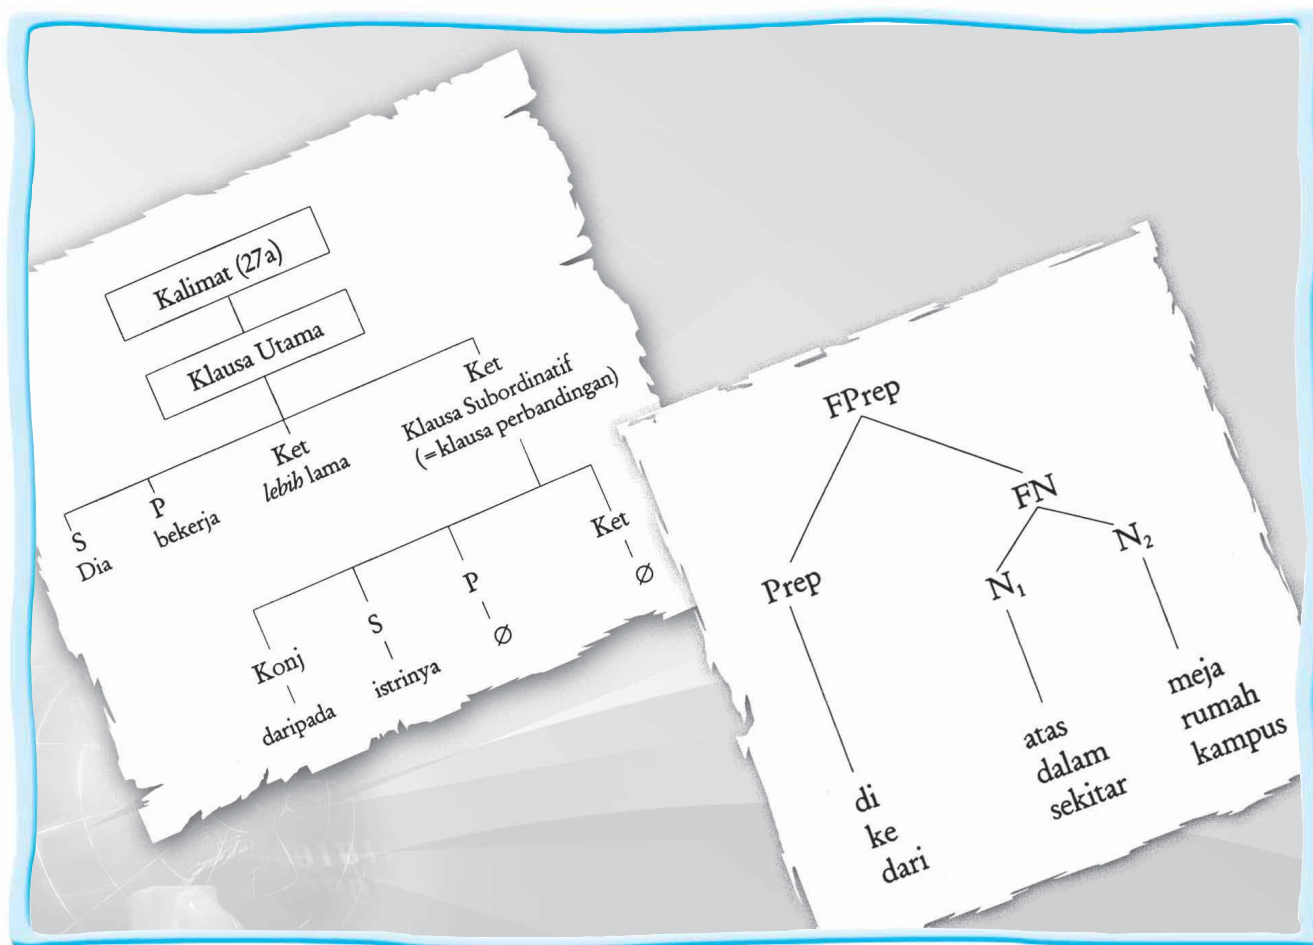 Kalimat (27a)
Klausa Utama
S
Dia
P
bekerja
Ket
lebih lama
Ket
Klausa Subordinatif
(=klausa perbandingan)
Konj
daripada
S
istrinya
P
Ø
Ket
Ø
FPrep
Prep
FN
N₁
N₂
di
ke
dari
atas
dalam
sekitar
meja
rumah
kampus